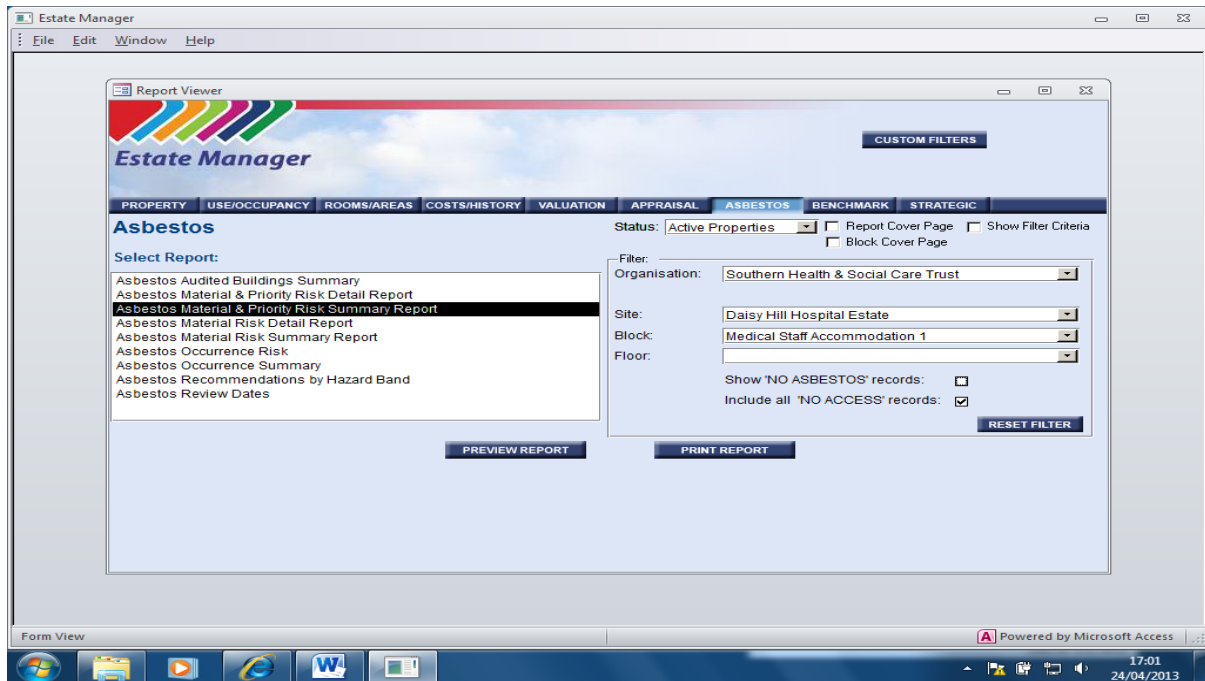 Estate Manager
File Edit Window Help
Report Viewer
Estate Manager
CUSTOM FILTERS
PROPERTY USE/OCCUPANCY ROOMS/AREAS COSTS/HISTORY VALUATION APPRAISAL ASBESTOS BENCHMARK STRATEGIC
Asbestos
Status: Active Properties Report Cover Page Show Filter Criteria
Block Cover Page
Select Report:
Asbestos Audited Buildings Summary
Asbestos Material & Priority Risk Detail Report
Asbestos Material & Priority Risk Summary Report
Asbestos Material Risk Detail Report
Asbestos Material Risk Summary Report
Asbestos Occurrence Risk
Asbestos Occurrence Summary
Asbestos Recommendations by Hazard Band
Asbestos Review Dates
Filter:
Organisation: Southern Health & Social Care Trust
Site: Daisy Hill Hospital Estate
Block: Medical Staff Accommodation 1
Floor:
Show 'NO ASBESTOS' records:
Include all 'NO ACCESS' records:
RESET FILTER
PREVIEW REPORT PRINT REPORT
Form View
A Powered by Microsoft Access
W
17:01
24/04/2013